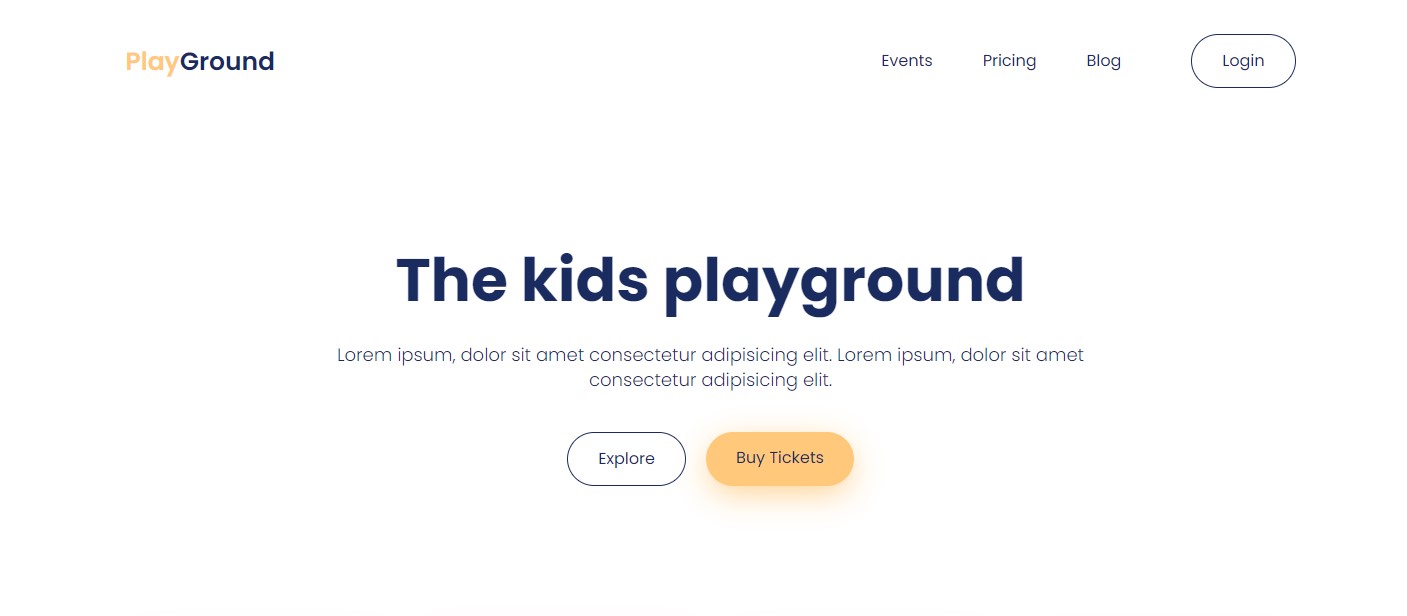 PlayGround
Events Pricing Blog Login
The kids playground
Lorem ipsum, dolor sit amet consectetur adipisicing elit. Lorem ipsum, dolor sit amet
consectetur adipisicing elit.
Explore Buy Tickets